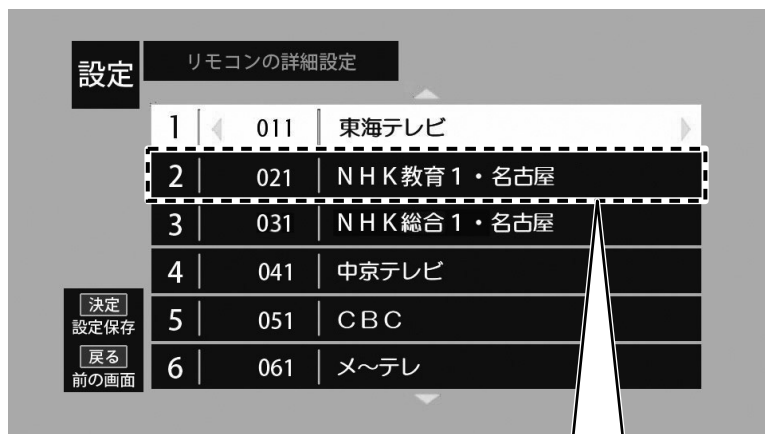 設定
リモコンの詳細設定
1 011 東海テレビ
2 021 NHK教育1・名古屋
3 031 NHK総合1・名古屋
4 041 中京テレビ
5 051 CBC
6 061 メ～テレ
決定
設定保存
戻る
前の画面